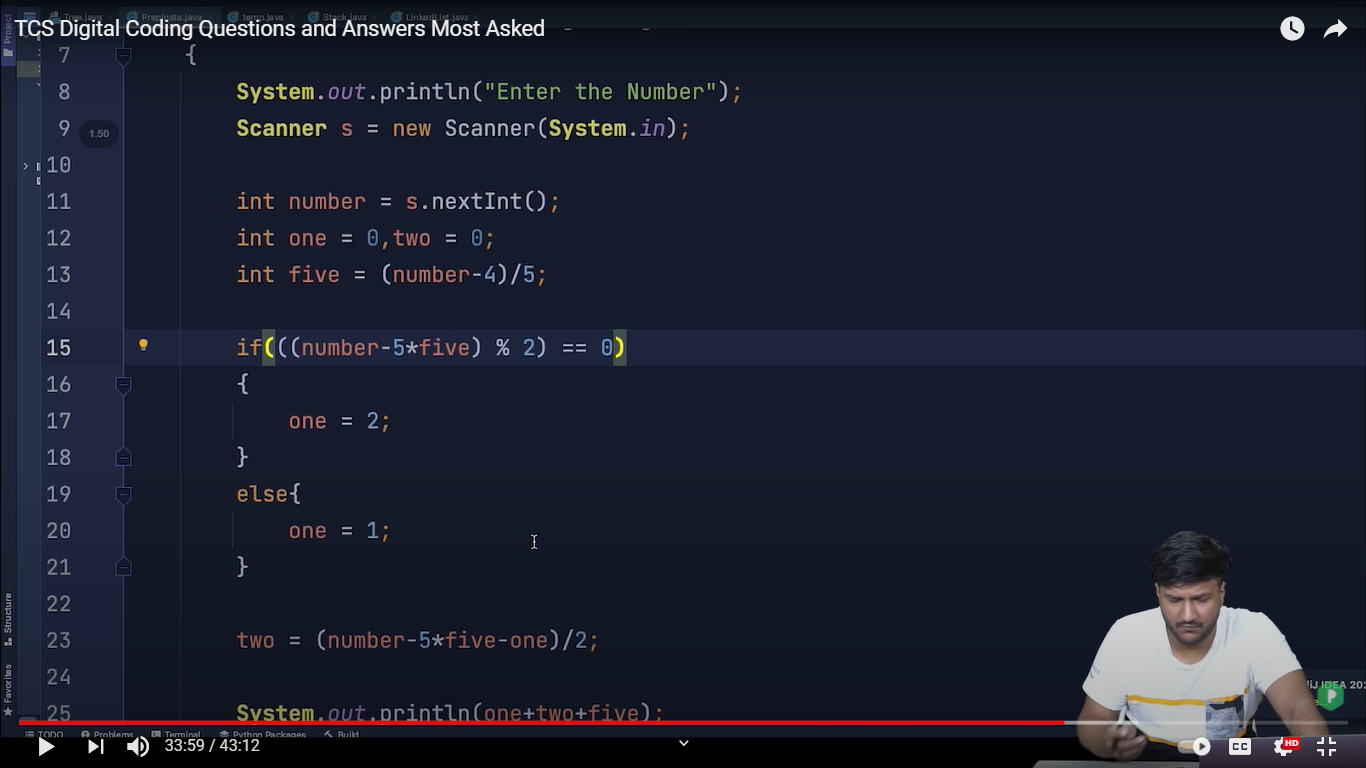 Tree.java PrepInsta.java temp.java Stack.java LinkedList.java
TCS Digital Coding Questions and Answers Most Asked
Project
7 {
8 System.out.println("Enter the Number");
9 Scanner s = new Scanner(System.in);
1.50
10
11 int number = s.nextInt();
12 int one = 0,two = 0;
13 int five = (number-4)/5;
14
15 if(((number-5*five) % 2) == 0)
16 {
17 one = 2;
18 }
19 else{
20 one = 1;
21 }
22
23 two = (number-5*five-one)/2;
24
25 System.out.println(one+two+five);
Structure
Favorites
IJ IDEA 202
P
TODO Problems Terminal Python Packages Build
33:59 / 43:12
CC
HD